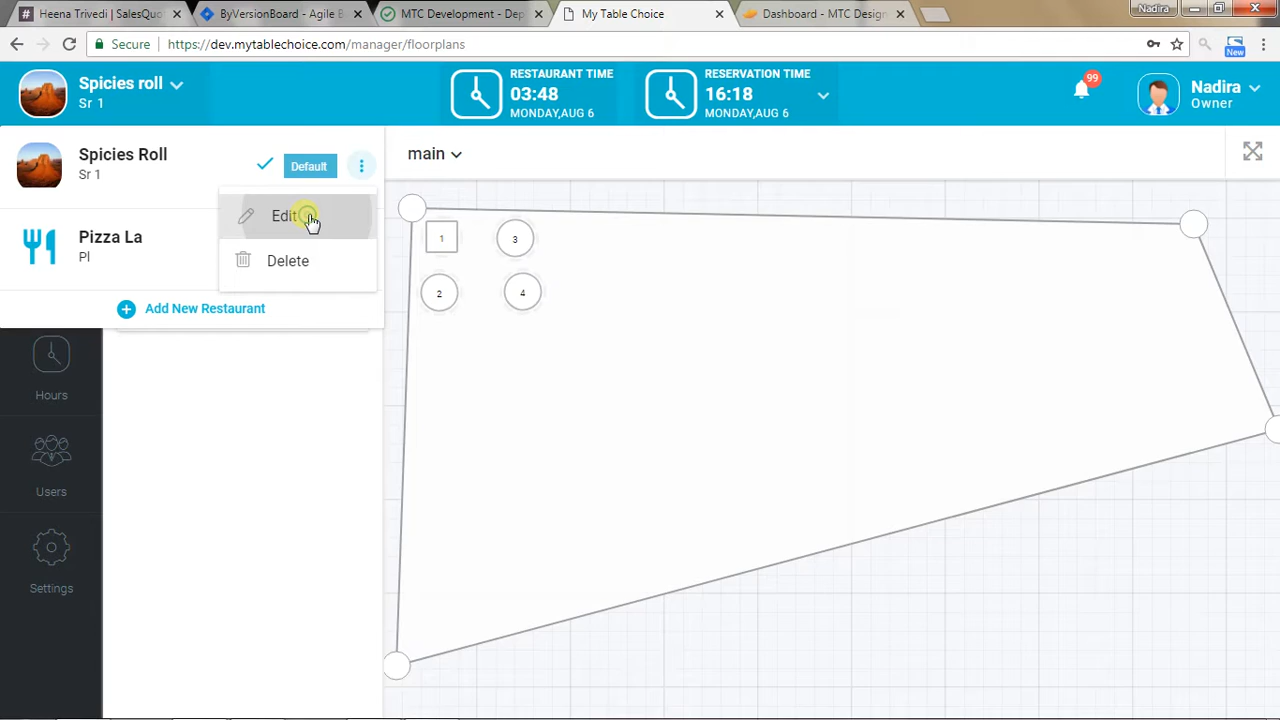 Heena Trivedi | SalesQuo
ByVersionBoard - Agile B
MTC Development - Dep
My Table Choice
Dashboard - MTC Design
Nadira
Secure
https://dev.mytablechoice.com/manager/floorplans
New
Spicies roll
Sr 1
RESTAURANT TIME
03:48
MONDAY,AUG 6
RESERVATION TIME
16:18
MONDAY,AUG 6
99
Nadira
Owner
Spicies Roll
Sr 1
Default
Edit
Delete
Pizza La
Pl
Add New Restaurant
Hours
Users
Settings
main
1
3
2
4